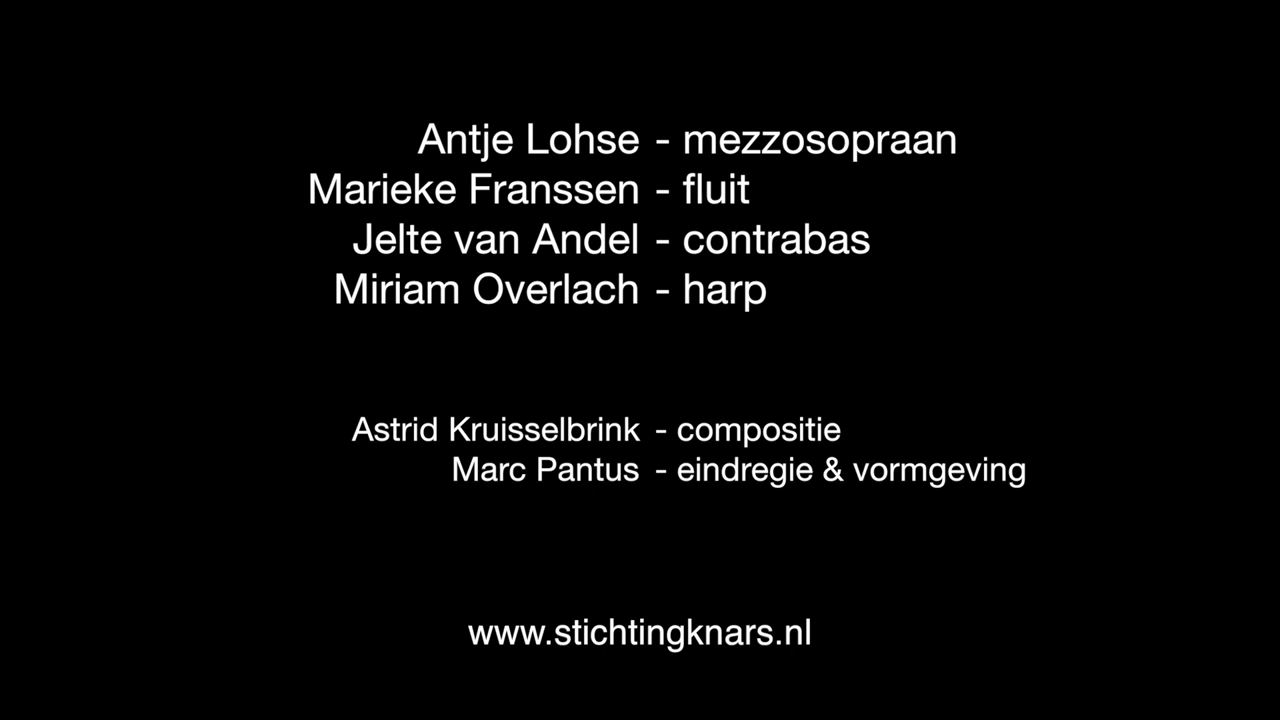 Antje Lohse - mezzosopraan
Marieke Franssen - fluit
Jelte van Andel - contrabas
Miriam Overlach - harp
Astrid Kruisselbrink - compositie
Marc Pantus - eindregie & vormgeving
www.stichtingknars.nl